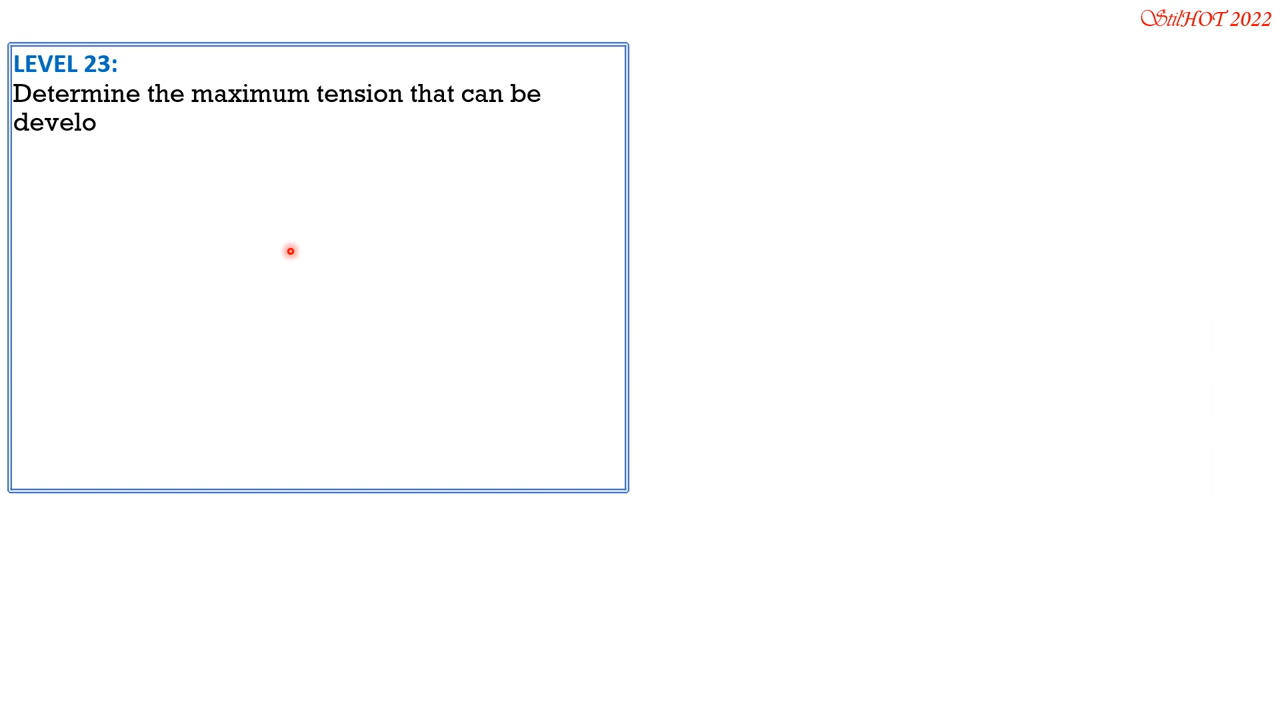 StilHOT 2022
LEVEL 23:
Determine the maximum tension that can be
develo